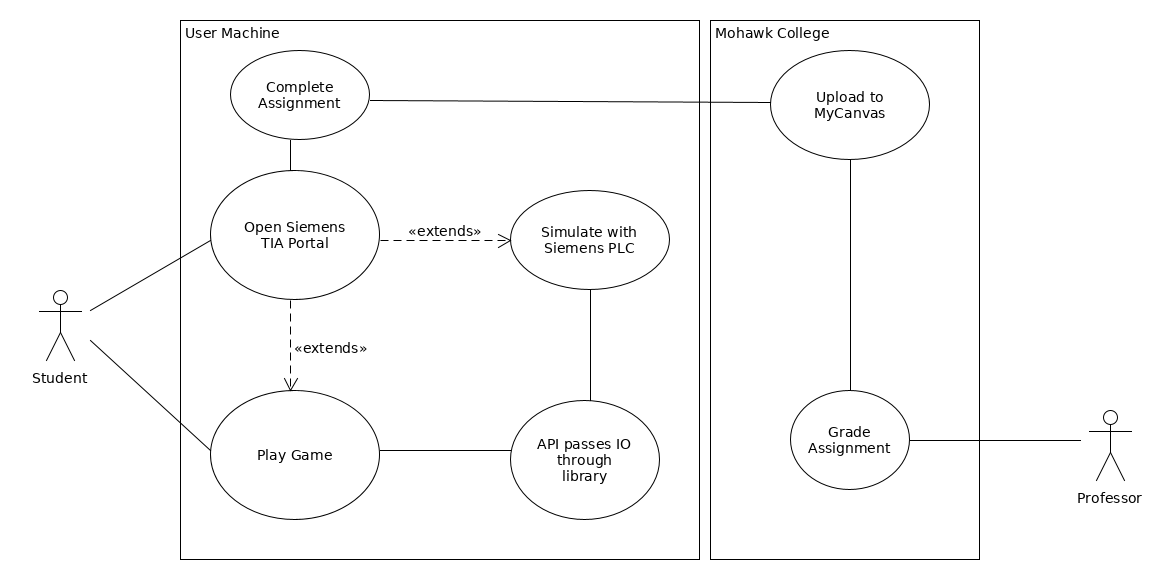 User Machine
Mohawk College
Complete
Assignment
Upload to
MyCanvas
Open Siemens
TIA Portal
«extends»
Simulate with
Siemens PLC
«extends»
Student
Play Game
API passes IO
through
library
Grade
Assignment
Professor